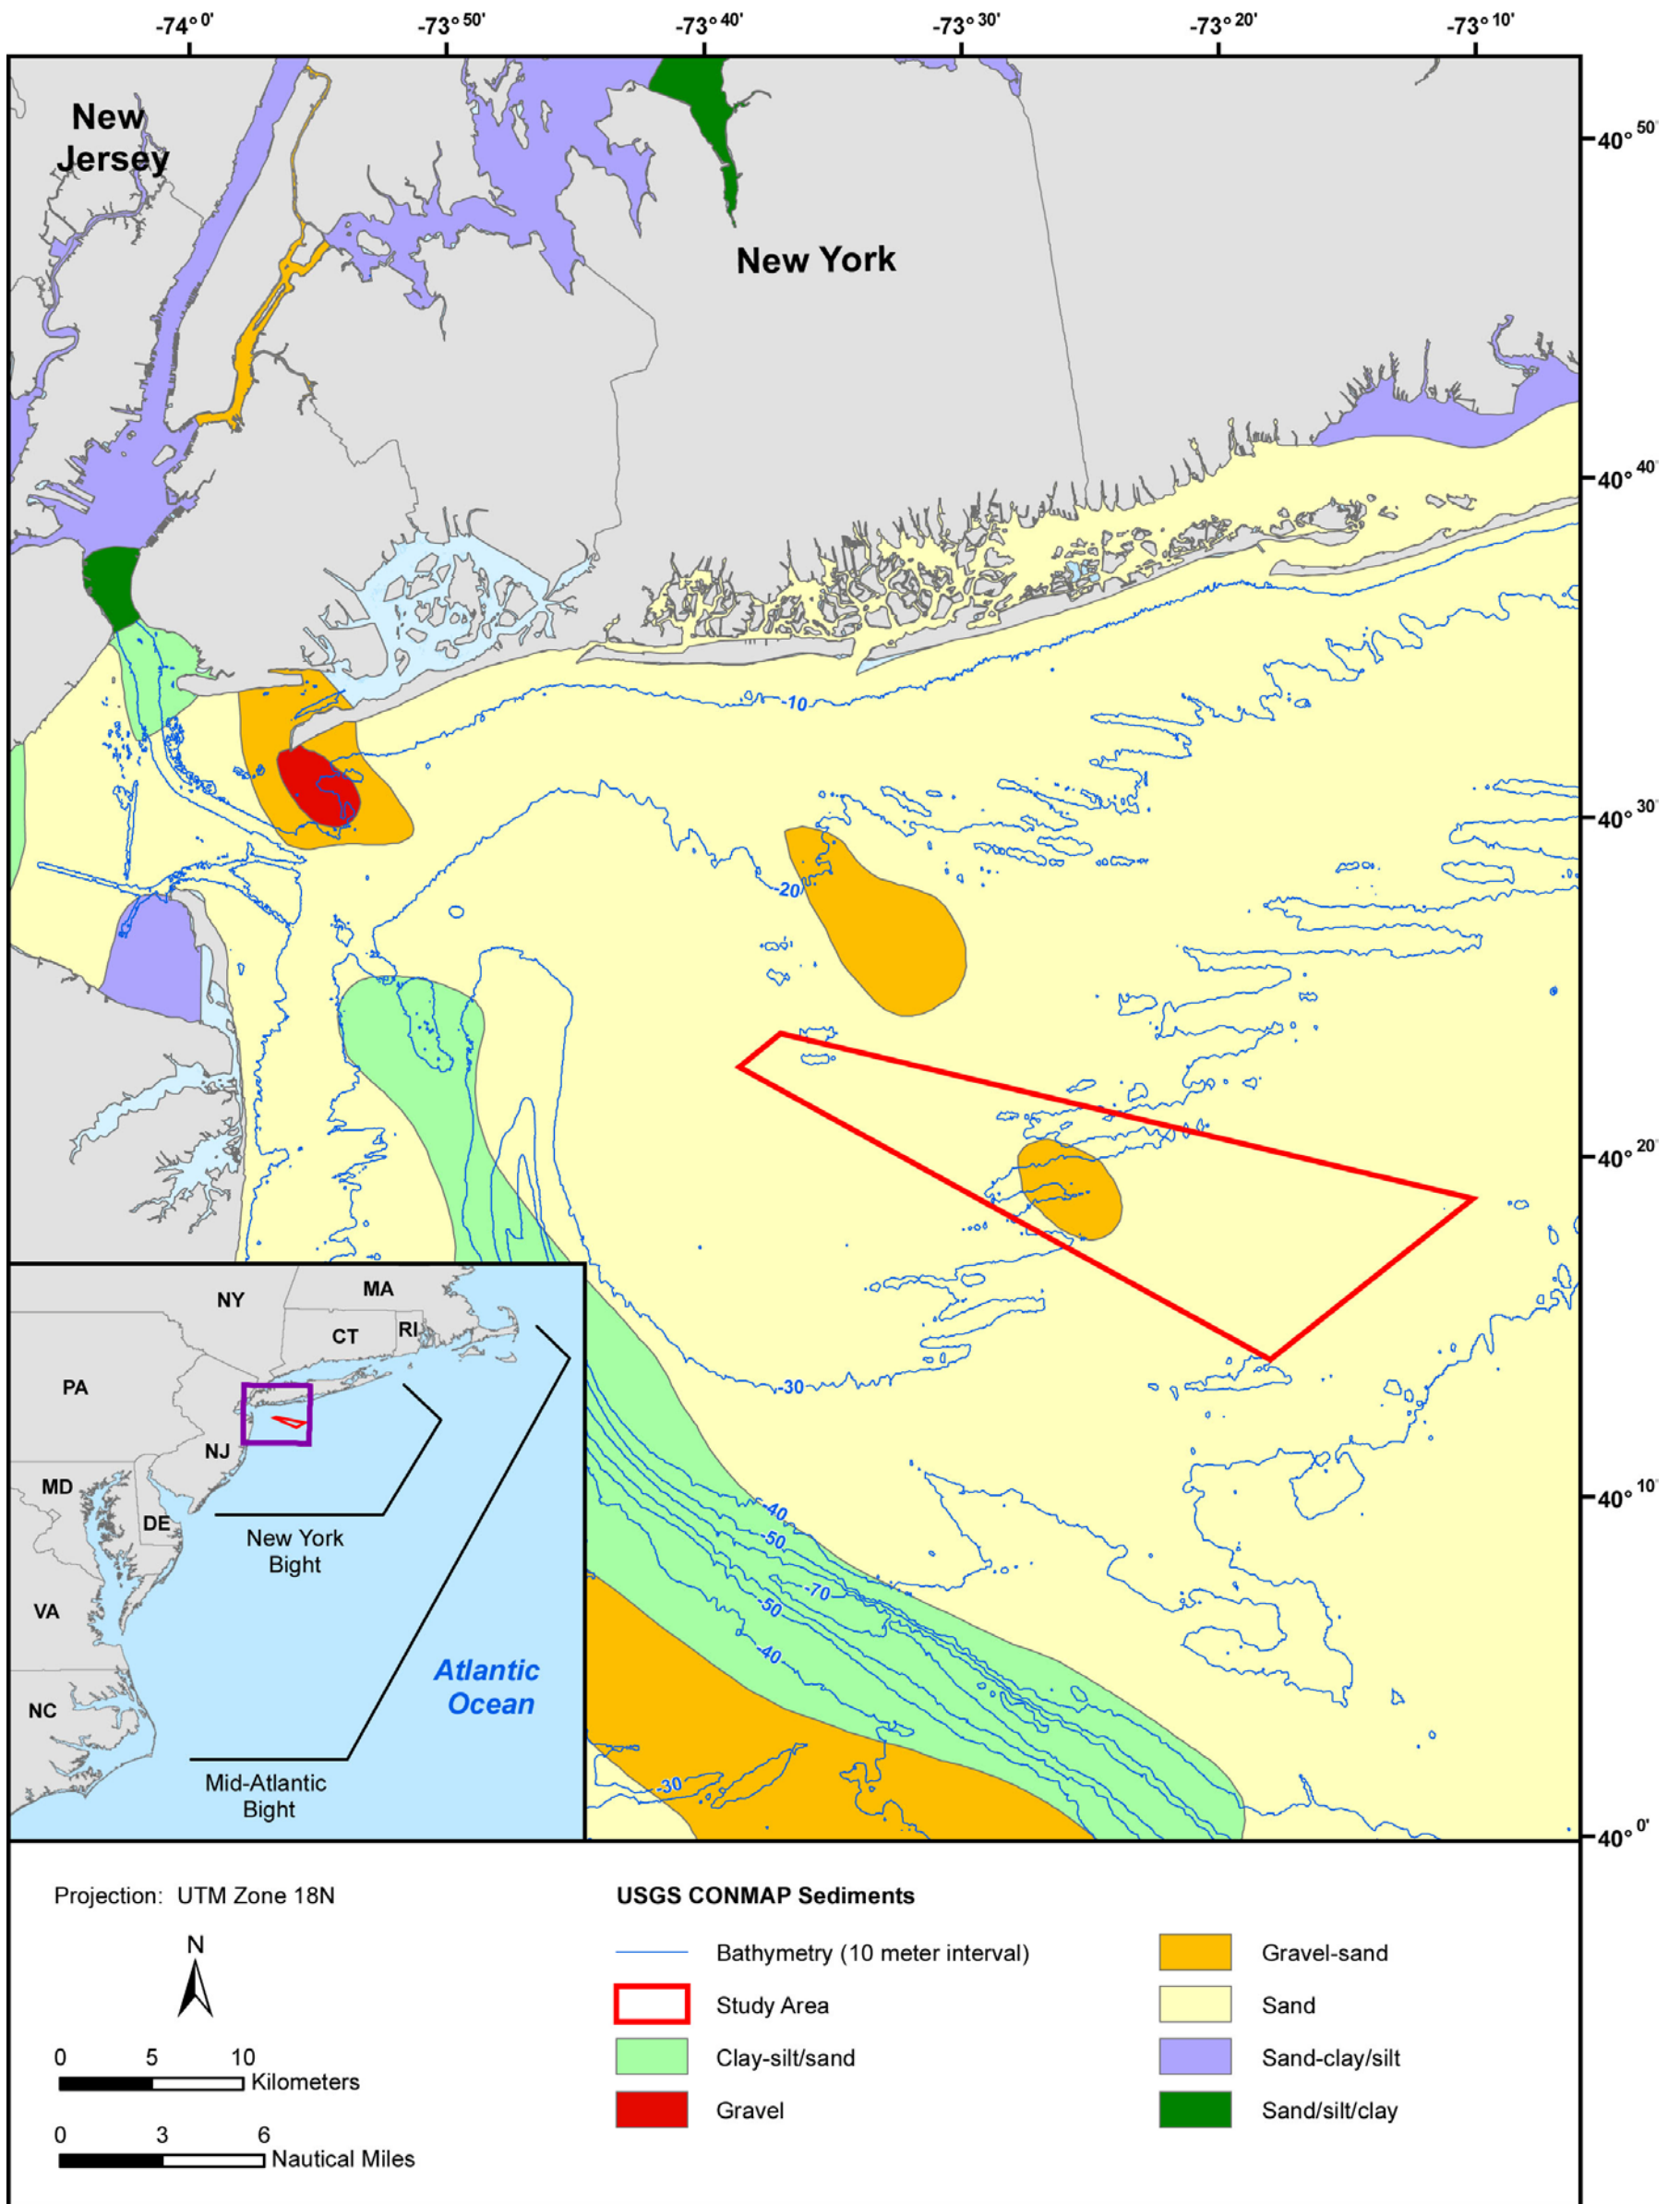 -74° 0'
-73° 50'
-73° 40'
-73° 30'
-73° 20'
-73° 10'
New
Jersey
New York
40° 50'
40° 40'
40° 30'
40° 20'
40° 10'
40° 0'
-10
-20
-30
-40
-50
-70
-50
-40
-30
NY
MA
CT
RI
PA
NJ
MD
DE
VA
NC
New York
Bight
Mid-Atlantic
Bight
Atlantic
Ocean
Projection: UTM Zone 18N
N
0 5 10
Kilometers
0 3 6
Nautical Miles
USGS CONMAP Sediments
Bathymetry (10 meter interval)
Study Area
Clay-silt/sand
Gravel
Gravel-sand
Sand
Sand-clay/silt
Sand/silt/clay